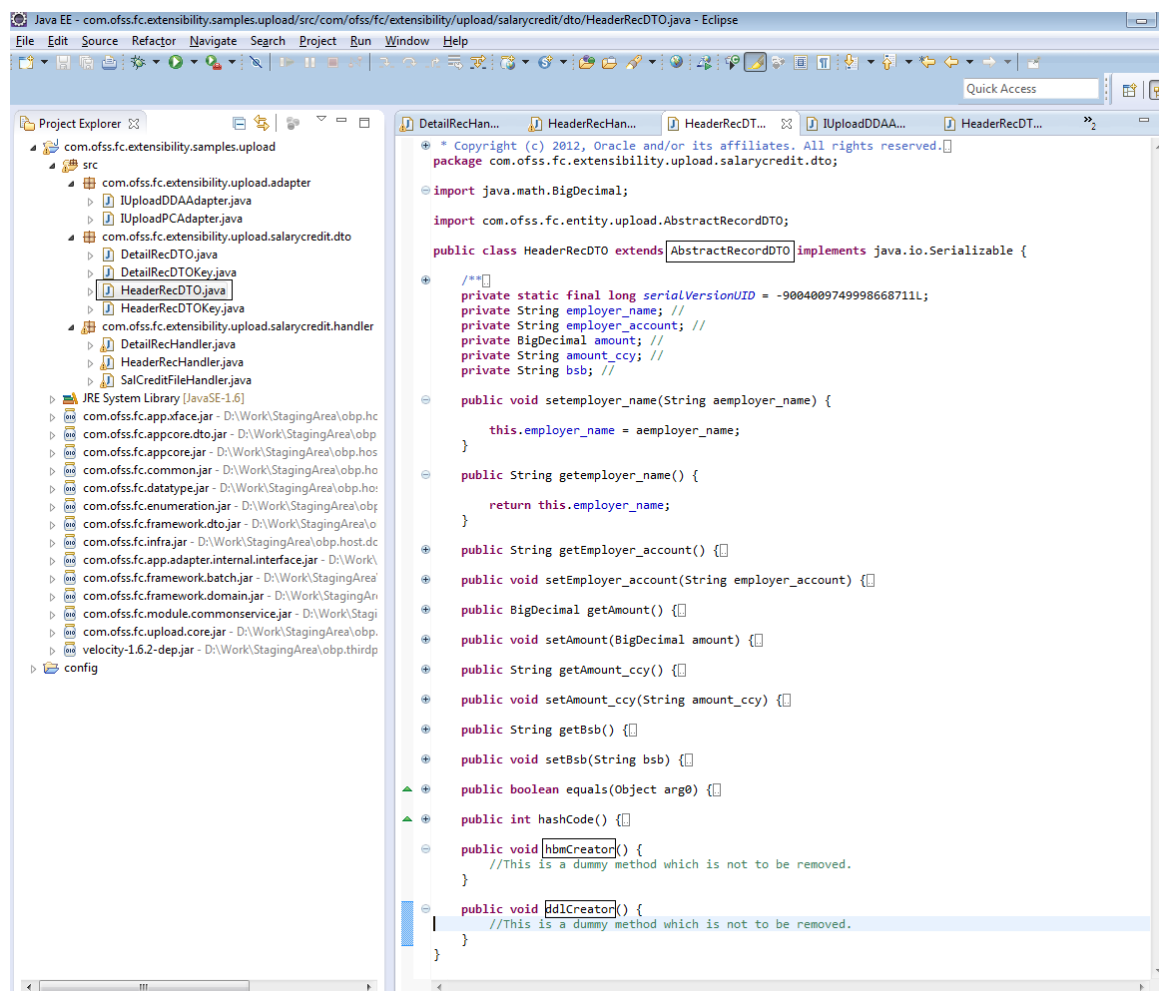 Java EE - com.ofss.fc.extensibility.samples.upload/src/com/ofss/fc/extensibility/upload/salarycredit/dto/HeaderRecDTO.java - Eclipse
File Edit Source Refactor Navigate Search Project Run Window Help
Quick Access
Project Explorer
com.ofss.fc.extensibility.samples.upload
src
com.ofss.fc.extensibility.upload.adapter
IUploadDDAAdapter.java
IUploadPCAdapter.java
com.ofss.fc.extensibility.upload.salarycredit.dto
DetailRecDTO.java
DetailRecDTOKey.java
HeaderRecDTO.java
HeaderRecDTOKey.java
com.ofss.fc.extensibility.upload.salarycredit.handler
DetailRecHandler.java
HeaderRecHandler.java
SalCreditFileHandler.java
JRE System Library [JavaSE-1.6]
com.ofss.fc.app.xface.jar - D:\Work\StagingArea\obp.hc
com.ofss.fc.appcore.dto.jar - D:\Work\StagingArea\obp
com.ofss.fc.appcore.jar - D:\Work\StagingArea\obp.hos
com.ofss.fc.common.jar - D:\Work\StagingArea\obp.ho
com.ofss.fc.datatype.jar - D:\Work\StagingArea\obp.ho:
com.ofss.fc.enumeration.jar - D:\Work\StagingArea\obp
com.ofss.fc.framework.dto.jar - D:\Work\StagingArea\o
com.ofss.fc.infra.jar - D:\Work\StagingArea\obp.host.dc
com.ofss.fc.app.adapter.internal.interface.jar - D:\Work\
com.ofss.fc.framework.batch.jar - D:\Work\StagingArea
com.ofss.fc.framework.domain.jar - D:\Work\StagingAr
com.ofss.fc.module.commonservice.jar - D:\Work\Stagi
com.ofss.fc.upload.core.jar - D:\Work\StagingArea\obp.
velocity-1.6.2-dep.jar - D:\Work\StagingArea\obp.thirdp
config
DetailRecHan... HeaderRecHan... HeaderRecDT... IUploadDDAA... HeaderRecDT... »2
* Copyright (c) 2012, Oracle and/or its affiliates. All rights reserved.
package com.ofss.fc.extensibility.upload.salarycredit.dto;
import java.math.BigDecimal;
import com.ofss.fc.entity.upload.AbstractRecordDTO;
public class HeaderRecDTO extends AbstractRecordDTO implements java.io.Serializable {
/**
private static final long serialVersionUID = -9004009749998668711L;
private String employer_name; //
private String employer_account; //
private BigDecimal amount; //
private String amount_ccy; //
private String bsb; //
public void setemployer_name(String aemployer_name) {
this.employer_name = aemployer_name;
}
public String getemployer_name() {
return this.employer_name;
}
public String getEmployer_account() {
public void setEmployer_account(String employer_account) {
public BigDecimal getAmount() {
public void setAmount(BigDecimal amount) {
public String getAmount_ccy() {
public void setAmount_ccy(String amount_ccy) {
public String getBsb() {
public void setBsb(String bsb) {
public boolean equals(Object arg0) {
public int hashCode() {
public void hbmCreator() {
//This is a dummy method which is not to be removed.
}
public void ddlCreator() {
//This is a dummy method which is not to be removed.
}
}